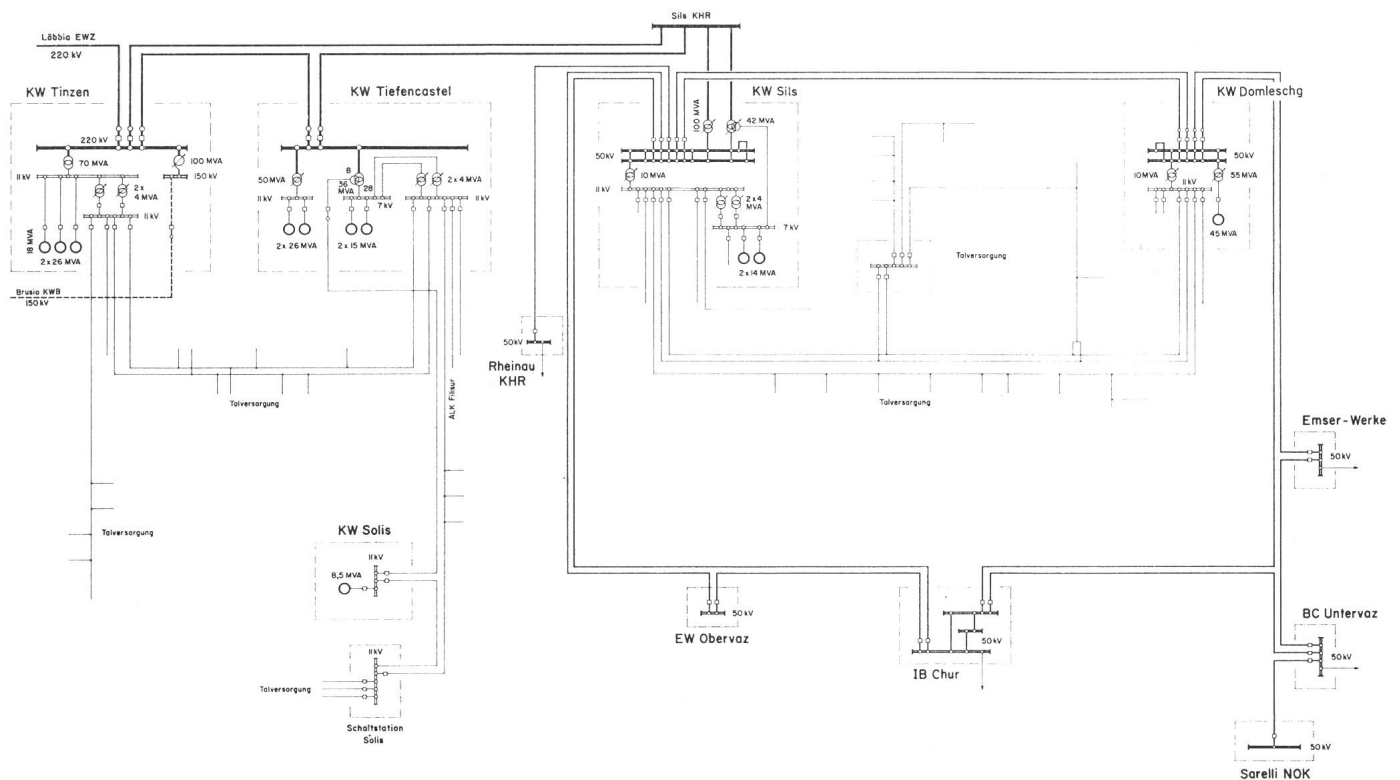 Sils KHR
Löbbia EWZ
220 kV
KW Tinzen
KW Tiefencastel
KW Sils
KW Domleschg
220 kV
70 MVA
100 MVA
150 kV
11 kV
2 x
4 MVA
11 kV
18 MVA
2 x 26 MVA
Brusio KWB
150 kV
50 MVA
8
36
MVA
28
2 x 4 MVA
11 kV
7 kV
11 kV
2 x 26 MVA
2 x 15 MVA
100 MVA
42 MVA
50 kV
10 MVA
11 kV
2 x 4
MVA
7 kV
2 x 14 MVA
Talversorgung
50 kV
10 MVA
55 MVA
11 kV
45 MVA
50 kV
Rheinau
KHR
Talversorgung
ALK Filisur
Talversorgung
Emser-Werke
50 kV
Talversorgung
KW Solis
11 kV
8,5 MVA
50 kV
EW Obervaz
50 kV
IB Chur
BC Untervaz
50 kV
11 kV
Talversorgung
Schaltstation
Solis
50 kV
Sarelli NOK